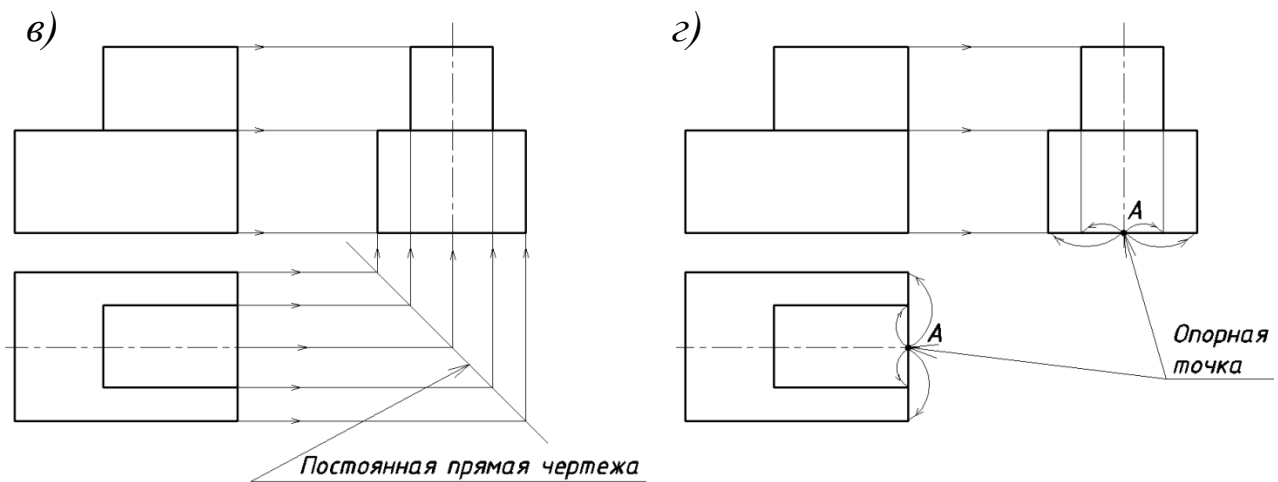 в)
г)
А
А
Опорная
точка
Постоянная прямая чертежа